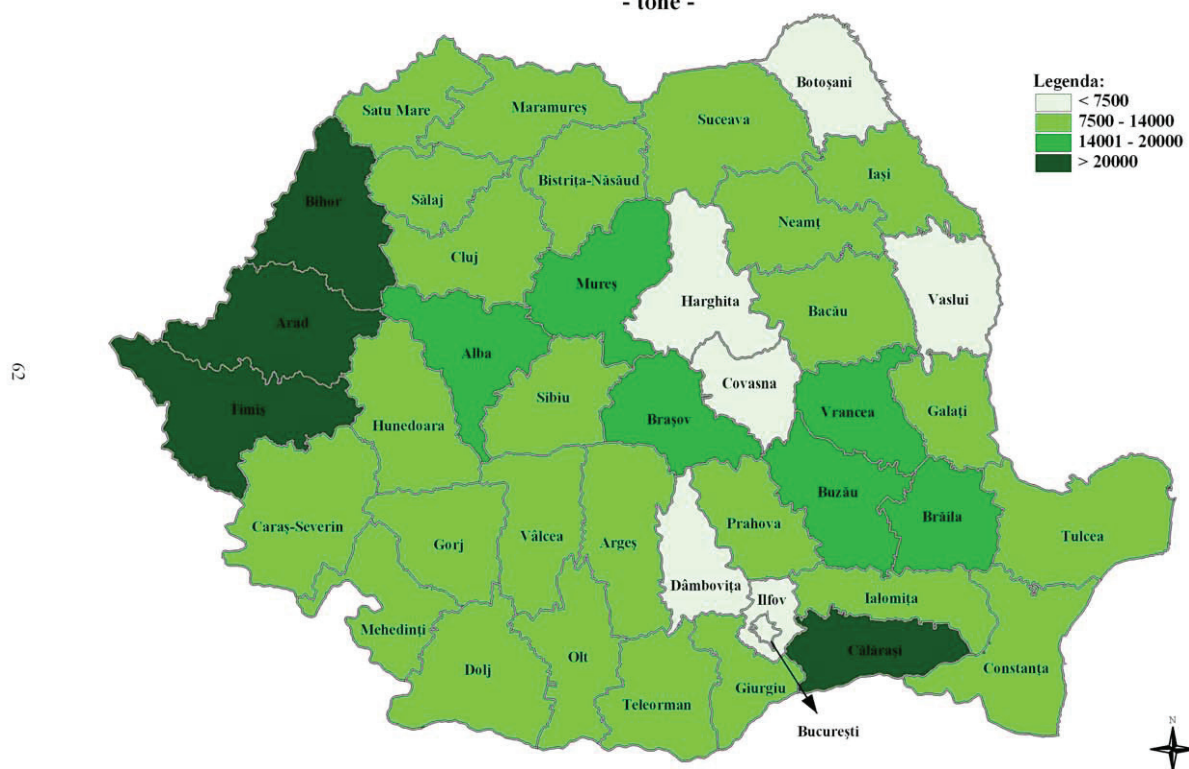 - tone -
Legenda:
< 7500
7500 - 14000
14001 - 20000
> 20000
Botoșani
Satu Mare
Maramureș
Suceava
Iași
Bistrița-Năsăud
Sălaj
Bihor
Neamț
Cluj
Mureș
Harghita
Vaslui
Bacău
Arad
Alba
Covasna
Sibiu
Timiș
Brașov
Vrancea
Galați
Hunedoara
Buzău
Brăila
Caraș-Severin
Gorj
Vâlcea
Argeș
Prahova
Tulcea
Dâmbovița
Ilfov
Ialomița
Mehedinți
Călărași
Olt
Dolj
Constanța
Giurgiu
Teleorman
București
N
62